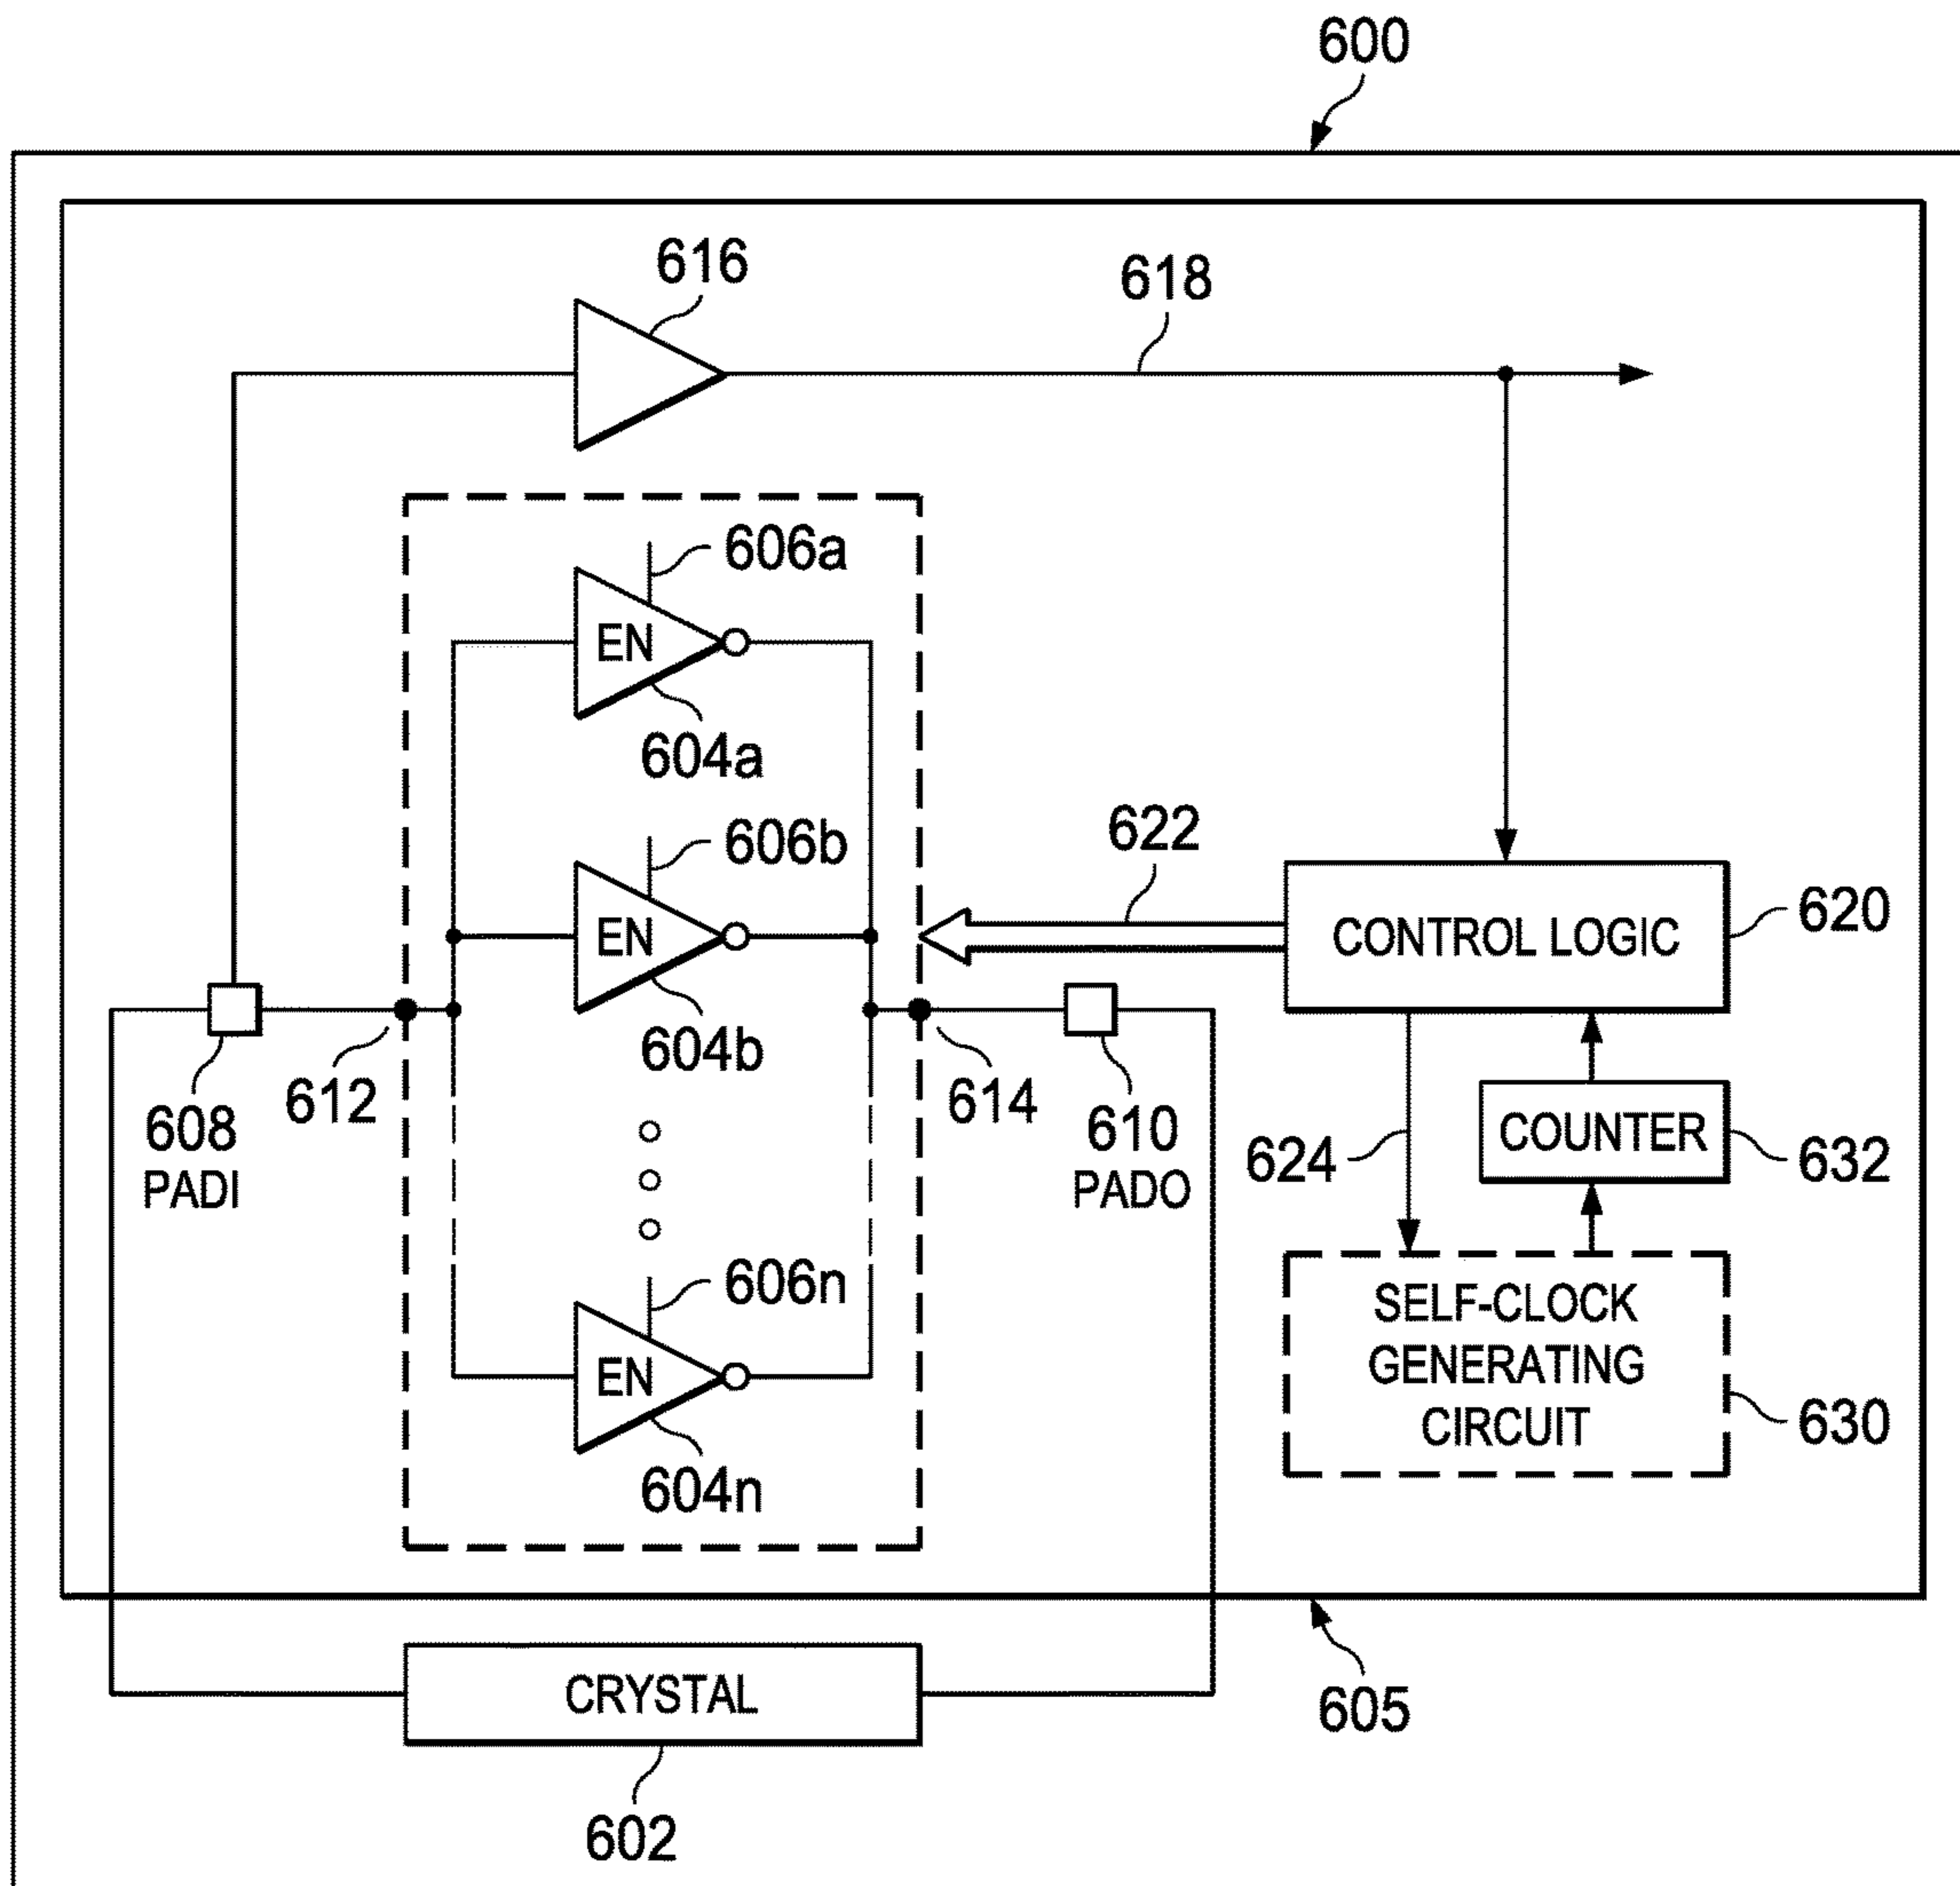 600
616
618
606a
EN
604a
606b
622
EN
CONTROL LOGIC
620
604b
612
614
608
PADI
610
PADO
624
COUNTER
632
606n
SELF-CLOCK
GENERATING
CIRCUIT
EN
630
604n
CRYSTAL
605
602